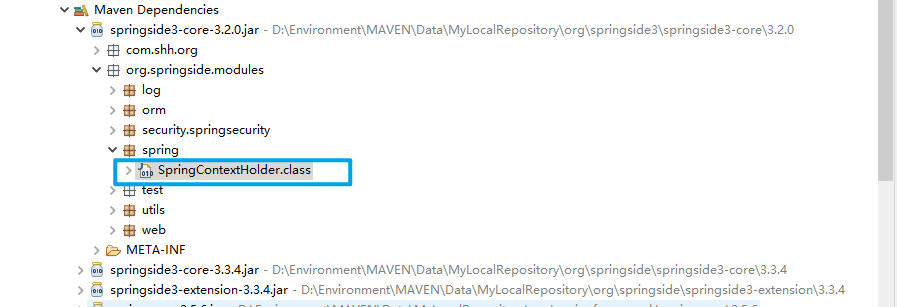 Maven Dependencies
springside3-core-3.2.0.jar - D:\Environment\MAVEN\Data\MyLocalRepository\org\springside3\springside3-core\3.2.0
com.shh.org
org.springside.modules
log
orm
security.springsecurity
spring
SpringContextHolder.class
test
utils
web
META-INF
springside3-core-3.3.4.jar - D:\Environment\MAVEN\Data\MyLocalRepository\org\springside\springside3-core\3.3.4
springside3-extension-3.3.4.jar - D:\Environment\MAVEN\Data\MyLocalRepository\org\springside\springside3-extension\3.3.4